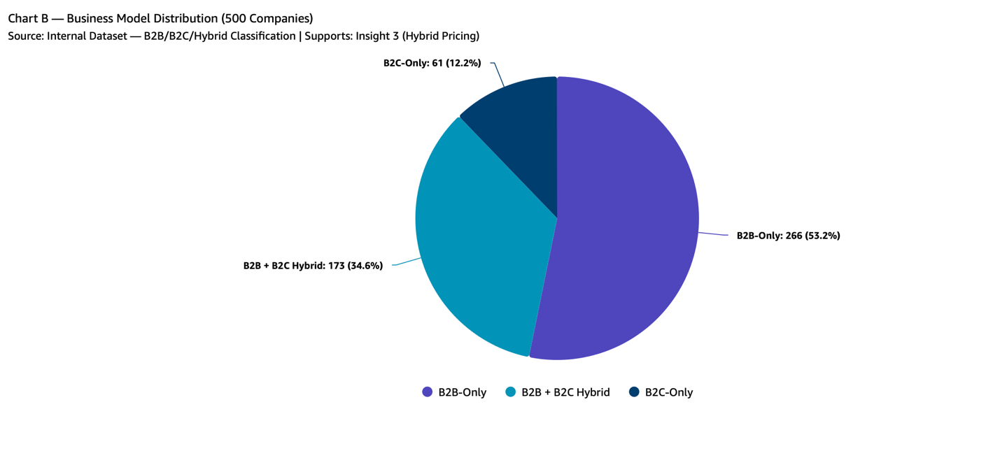 Chart B — Business Model Distribution (500 Companies)
Source: Internal Dataset — B2B/B2C/Hybrid Classification | Supports: Insight 3 (Hybrid Pricing)
B2C-Only: 61 (12.2%)
B2B-Only: 266 (53.2%)
B2B + B2C Hybrid: 173 (34.6%)
B2B-Only
B2B + B2C Hybrid
B2C-Only